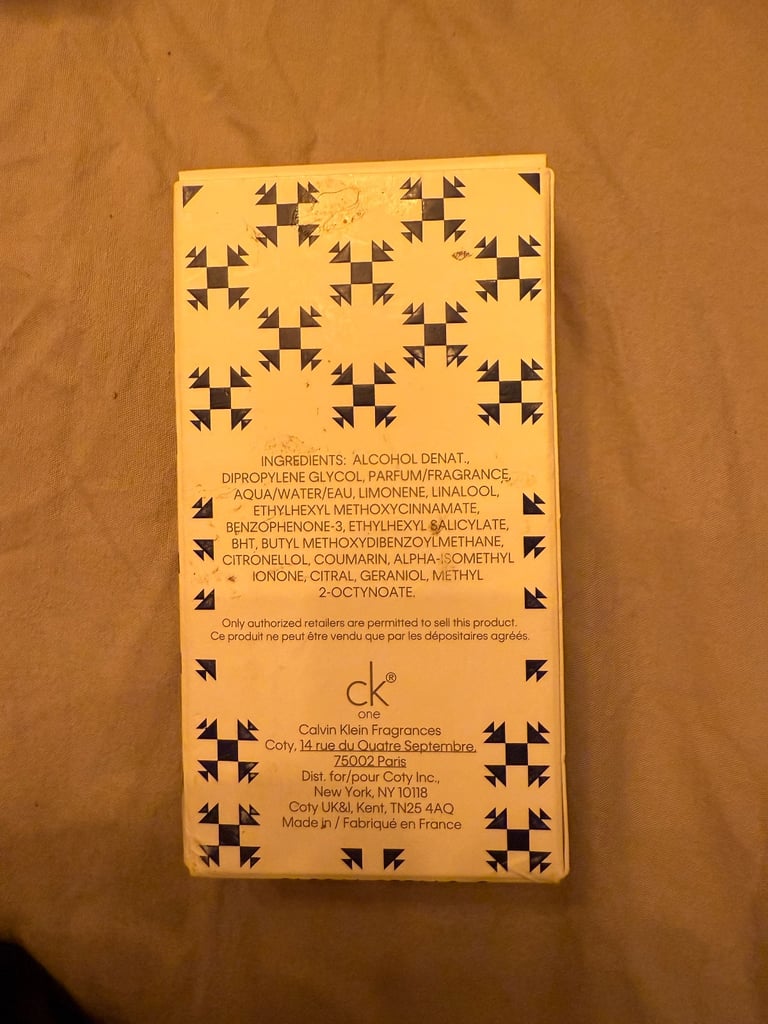 INGREDIENTS: ALCOHOL DENAT.,
DIPROPYLENE GLYCOL, PARFUM/FRAGRANCE,
AQUA/WATER/EAU, LIMONENE, LINALOOL,
ETHYLHEXYL METHOXYCINNAMATE,
BENZOPHENONE-3, ETHYLHEXYL SALICYLATE,
BHT, BUTYL METHOXYDIBENZOYLMETHANE,
CITRONELLOL, COUMARIN, ALPHA-ISOMETHYL
IONONE, CITRAL, GERANIOL, METHYL
2-OCTYNOATE.
Only authorized retailers are permitted to sell this product.
Ce produit ne peut être vendu que par les dépositaires agréés.
ck®
one
Calvin Klein Fragrances
Coty, 14 rue du Quatre Septembre,
75002 Paris
Dist. for/pour Coty Inc.,
New York, NY 10118
Coty UK&I, Kent, TN25 4AQ
Made in / Fabriqué en France